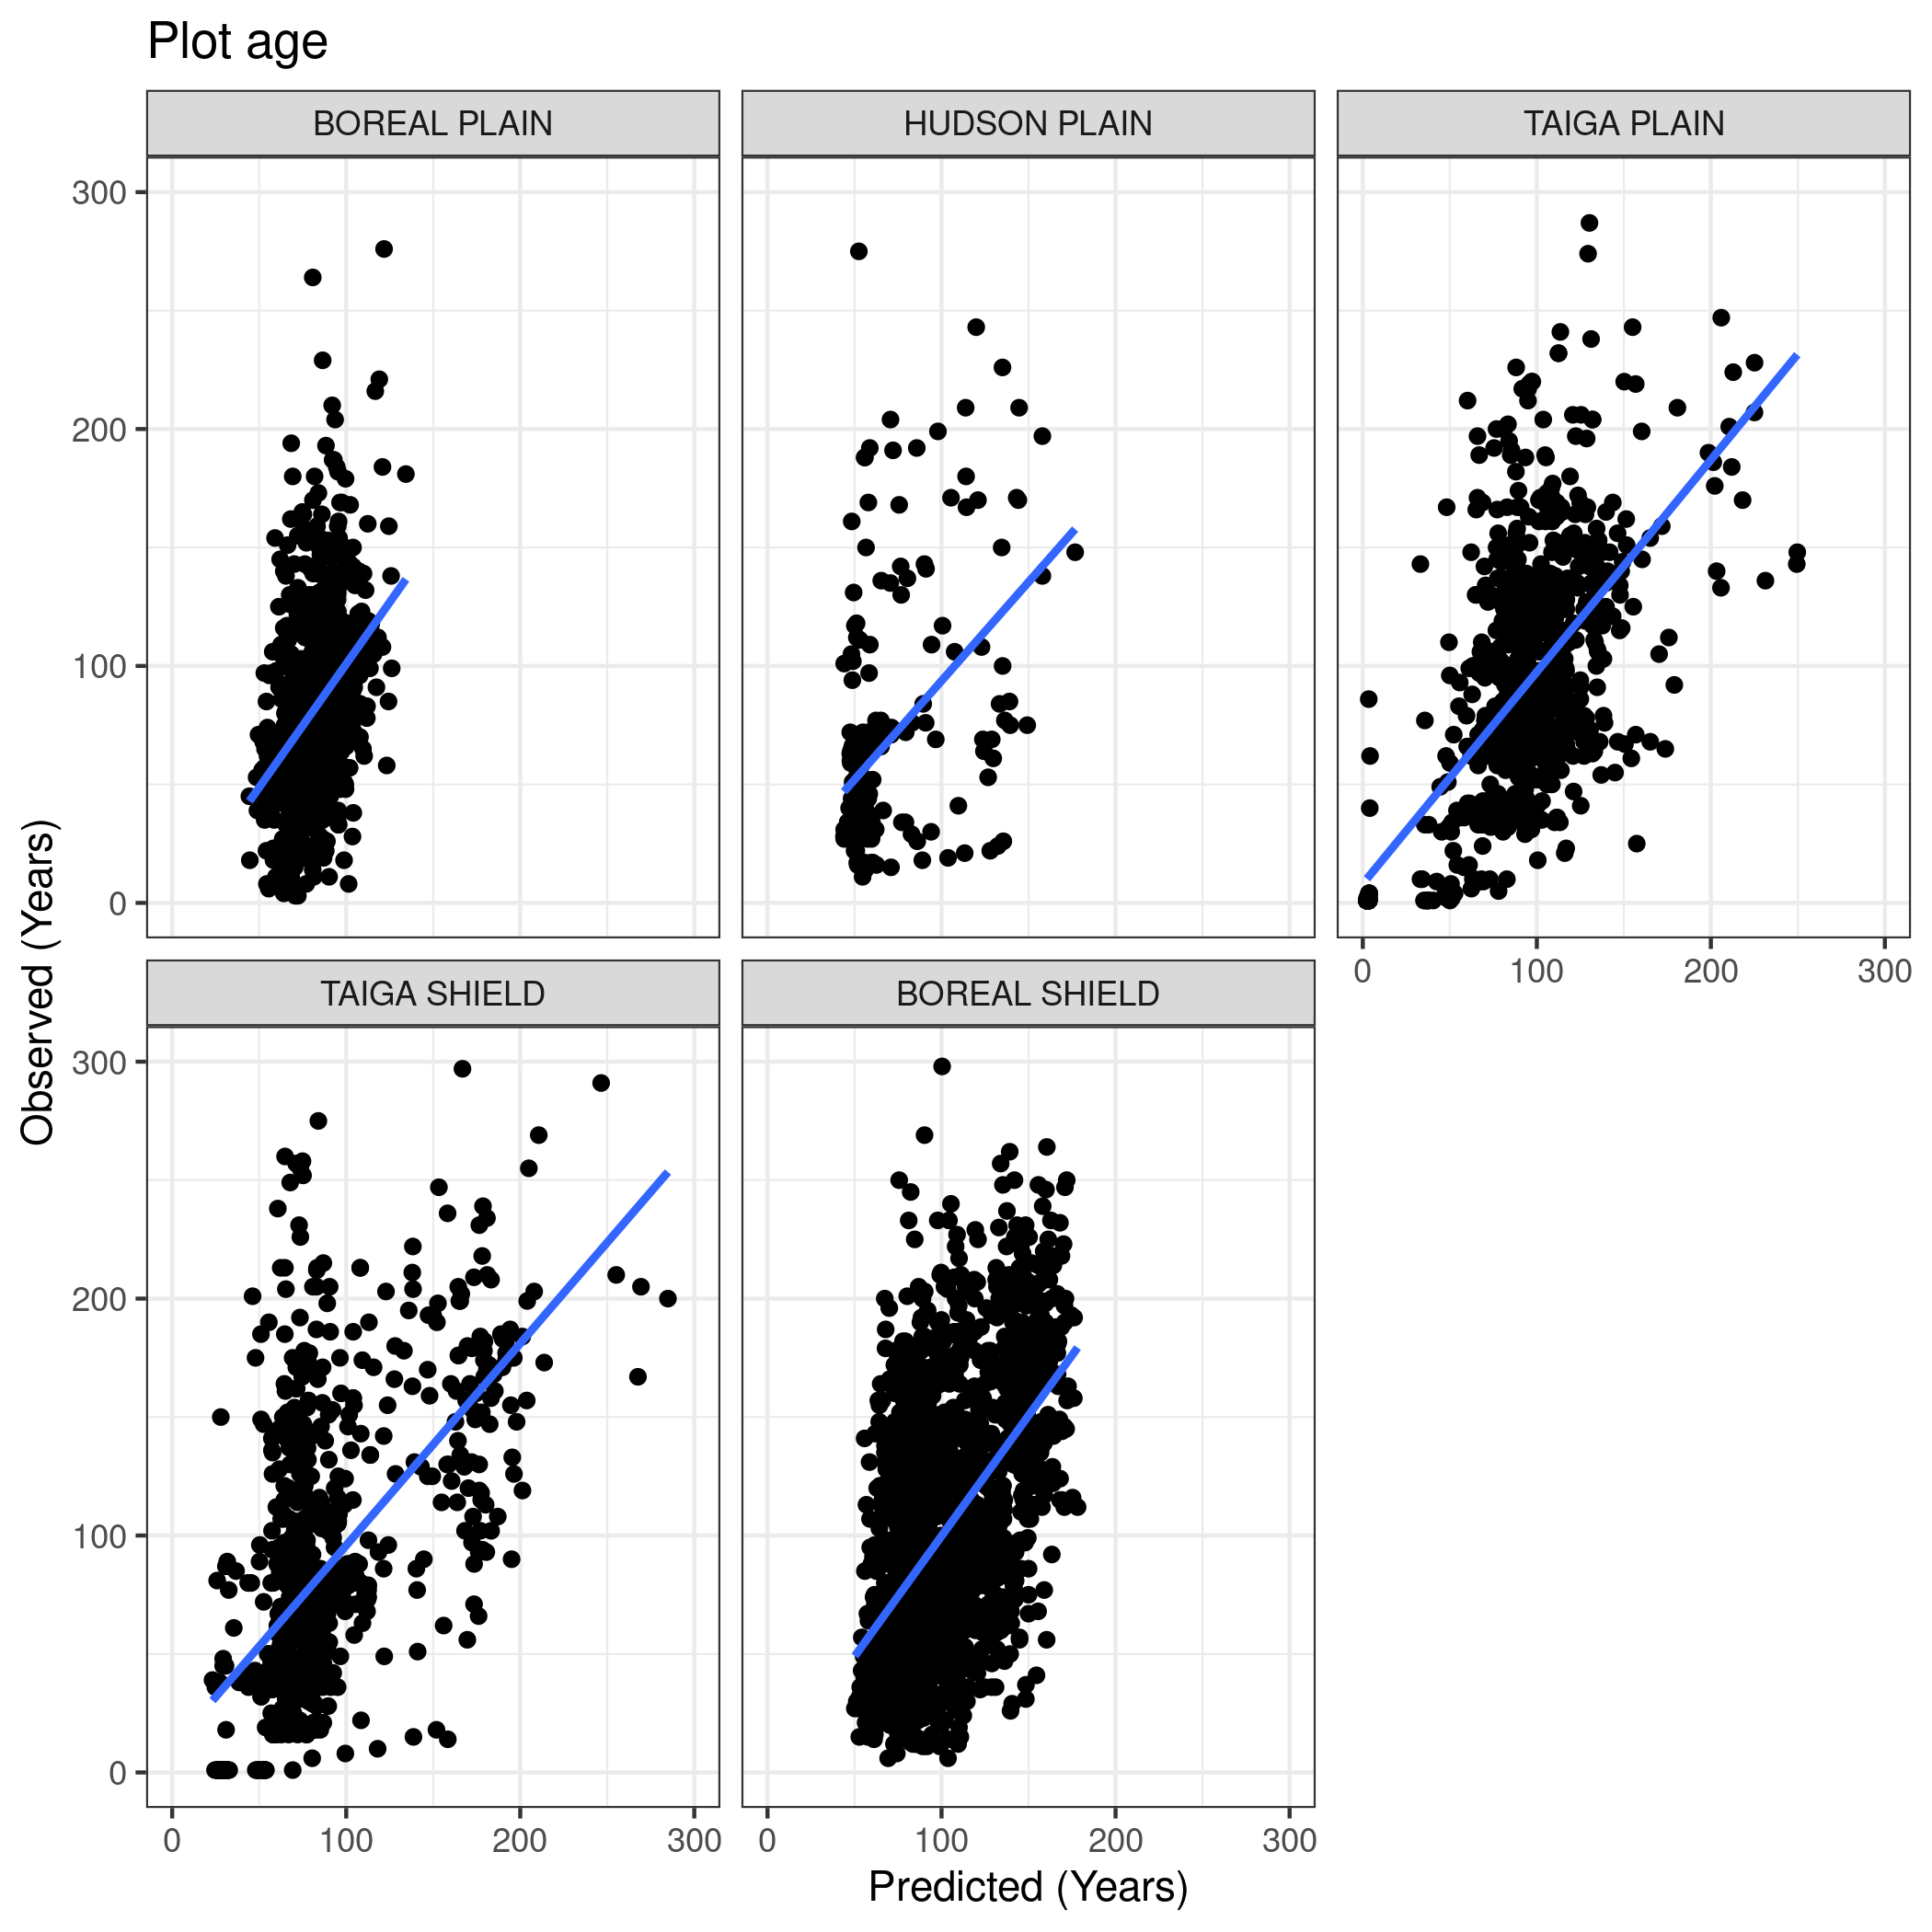 Plot age
BOREAL PLAIN
HUDSON PLAIN
TAIGA PLAIN
300
200
100
0
0 100 200 300
TAIGA SHIELD
BOREAL SHIELD
300
200
100
0
0 100 200 300
0 100 200 300
Observed (Years)
Predicted (Years)